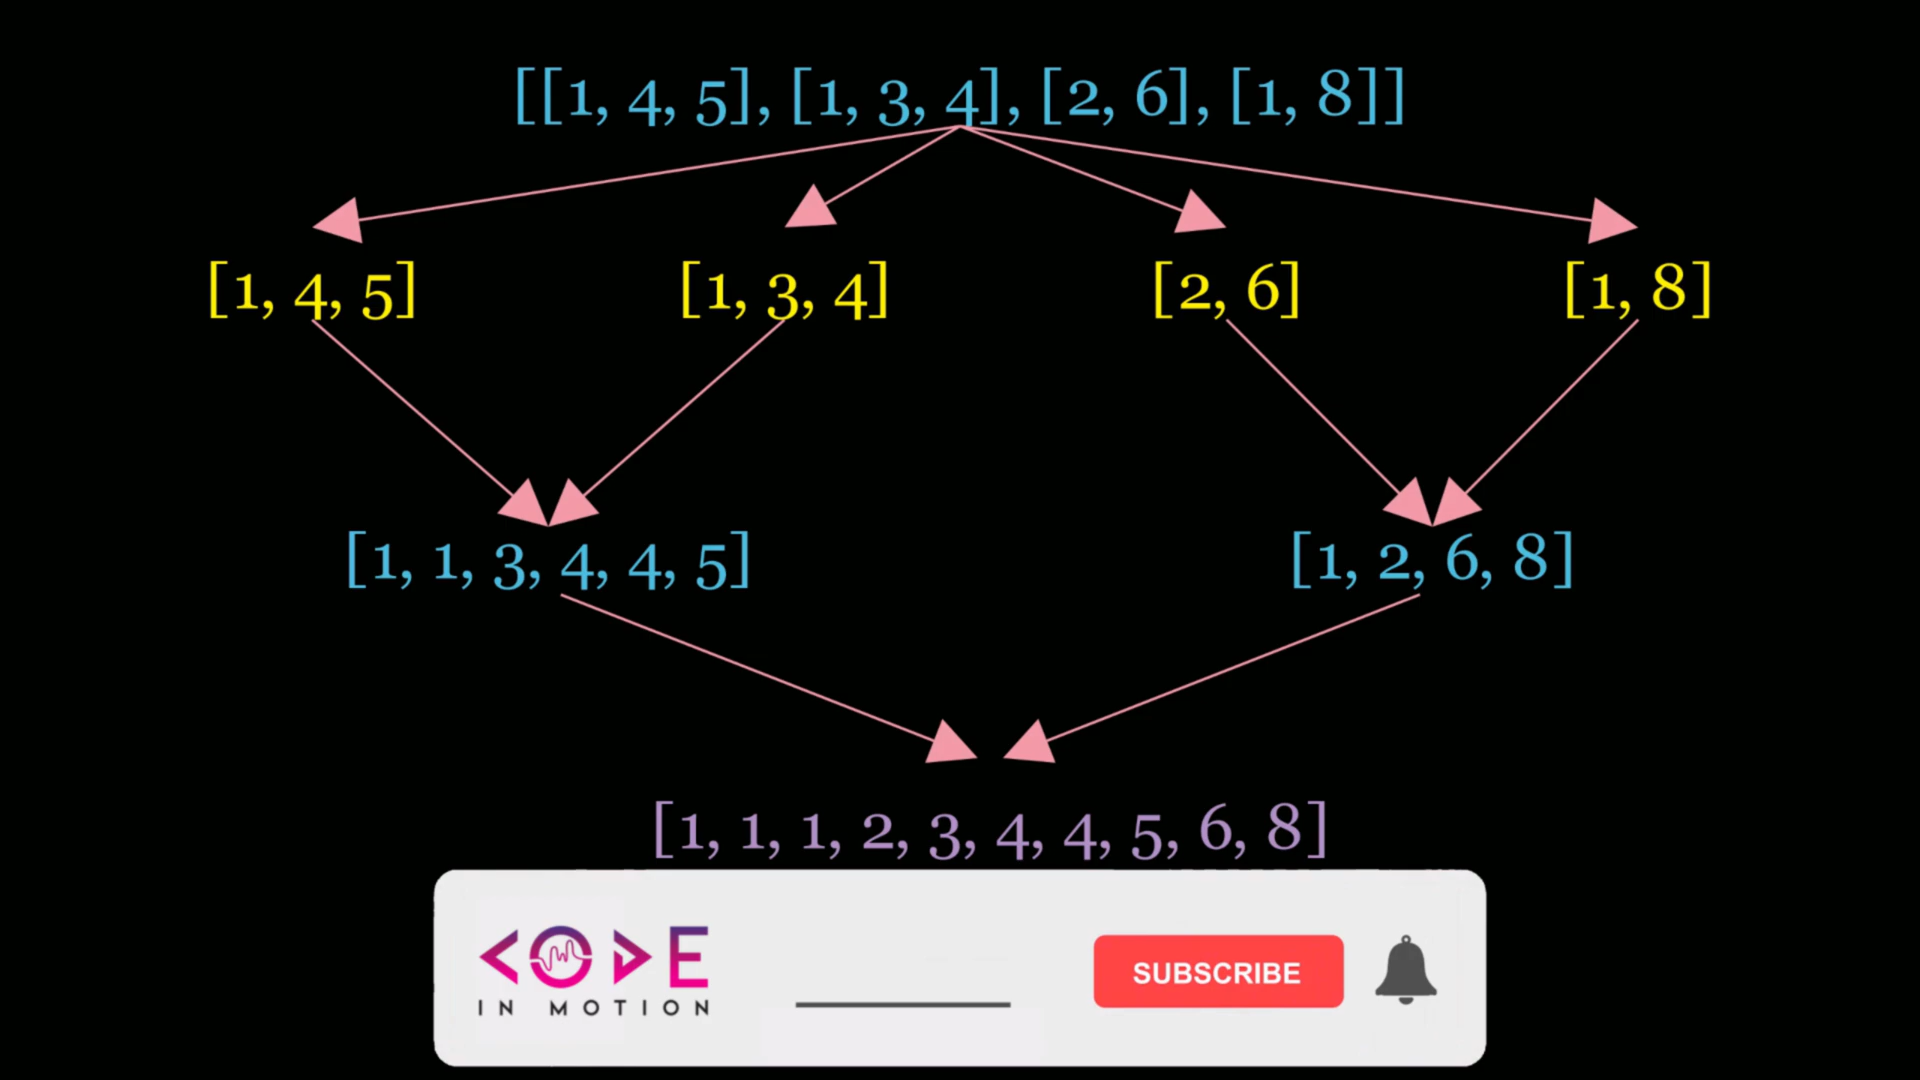 [[1, 4, 5], [1, 3, 4], [2, 6], [1, 8]]
[1, 4, 5] [1, 3, 4] [2, 6] [1, 8]
[1, 1, 3, 4, 4, 5] [1, 2, 6, 8]
[1, 1, 1, 2, 3, 4, 4, 5, 6, 8]
CODE
IN MOTION
SUBSCRIBE